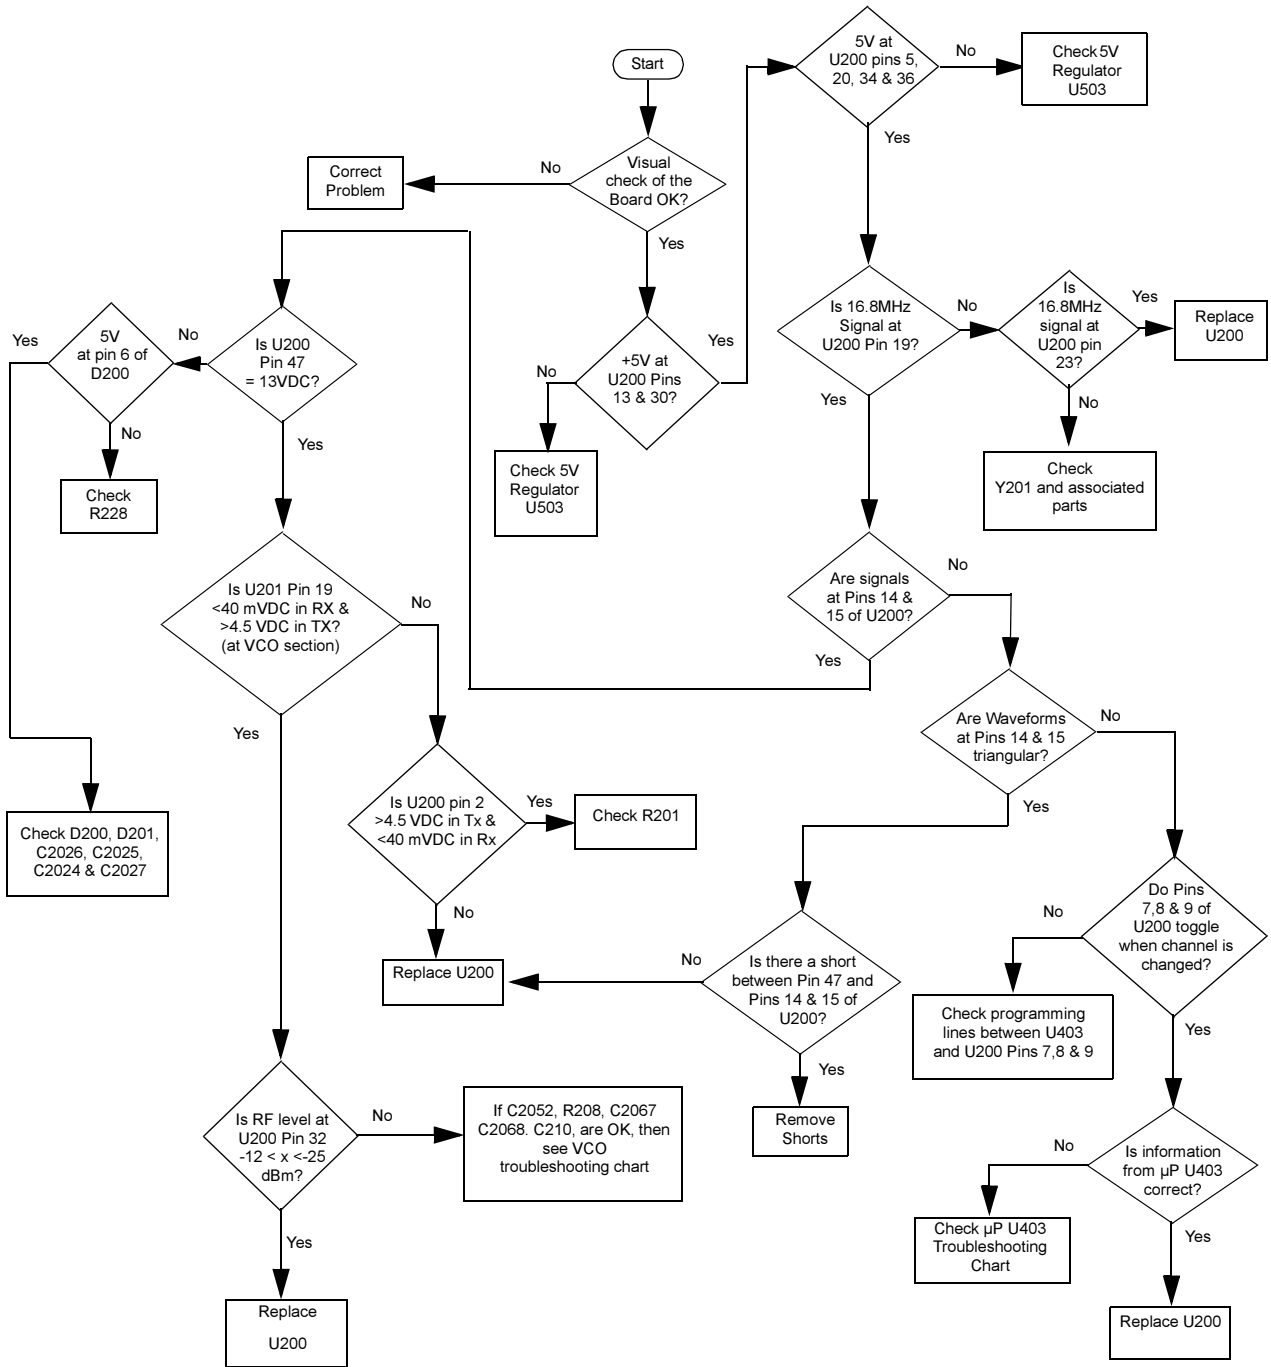 Start
Visual
check of the
Board OK?
No
Correct
Problem
Yes
+5V at
U200 Pins
13 & 30?
No
Check 5V
Regulator
U503
Yes
5V at
U200 pins 5,
20, 34 & 36
No
Check 5V
Regulator
U503
Yes
Is 16.8MHz
Signal at
U200 Pin 19?
No
Is
16.8MHz
signal at
U200 pin
23?
Yes
Replace
U200
No
Check
Y201 and associated
parts
Yes
Are signals
at Pins 14 &
15 of U200?
No
Yes
Is U200
Pin 47
= 13VDC?
No
5V
at pin 6 of
D200
Yes
No
Check
R228
Check D200, D201,
C2026, C2025,
C2024 & C2027
Yes
Is U201 Pin 19
<40 mVDC in RX &
>4.5 VDC in TX?
(at VCO section)
No
Is U200 pin 2
>4.5 VDC in Tx &
<40 mVDC in Rx
Yes
Check R201
No
Replace U200
Yes
Is RF level at
U200 Pin 32
-12 < x <-25
dBm?
No
If C2052, R208, C2067
C2068. C210, are OK, then
see VCO
troubleshooting chart
Yes
Replace
U200
Are Waveforms
at Pins 14 & 15
triangular?
No
Yes
Is there a short
between Pin 47 and
Pins 14 & 15 of
U200?
No
Yes
Remove
Shorts
Do Pins
7,8 & 9 of
U200 toggle
when channel is
changed?
No
Check programming
lines between U403
and U200 Pins 7,8 & 9
Yes
Is information
from µP U403
correct?
No
Check µP U403
Troubleshooting
Chart
Yes
Replace U200